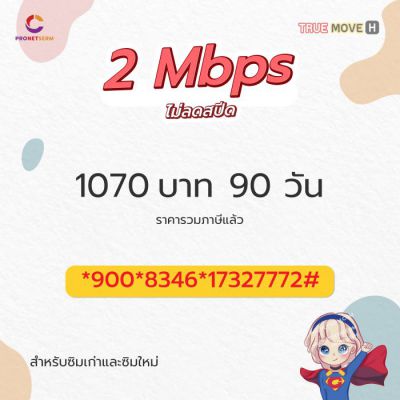 PRONETSERM
TRUE MOVE H
2 Mbps
ไม่ลดสปีด
1070 บาท 90 วัน
ราคารวมภาษีแล้ว
*900*8346*17327772#
สำหรับซิมเก่าและซิมใหม่